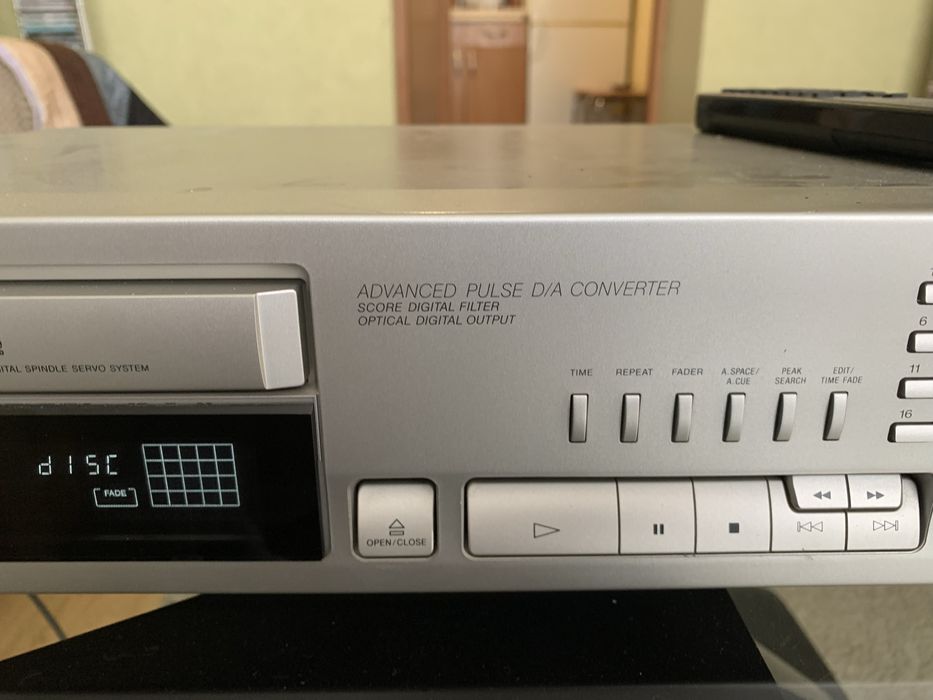 ADVANCED PULSE D/A CONVERTER
SCORE DIGITAL FILTER
OPTICAL DIGITAL OUTPUT
SPINDLE SERVO SYSTEM
dISC
FADE
TIME
REPEAT
FADER
A.SPACE/
A.CUE
PEAK
SEARCH
EDIT/
TIME FADE
6
11
16
OPEN/CLOSE